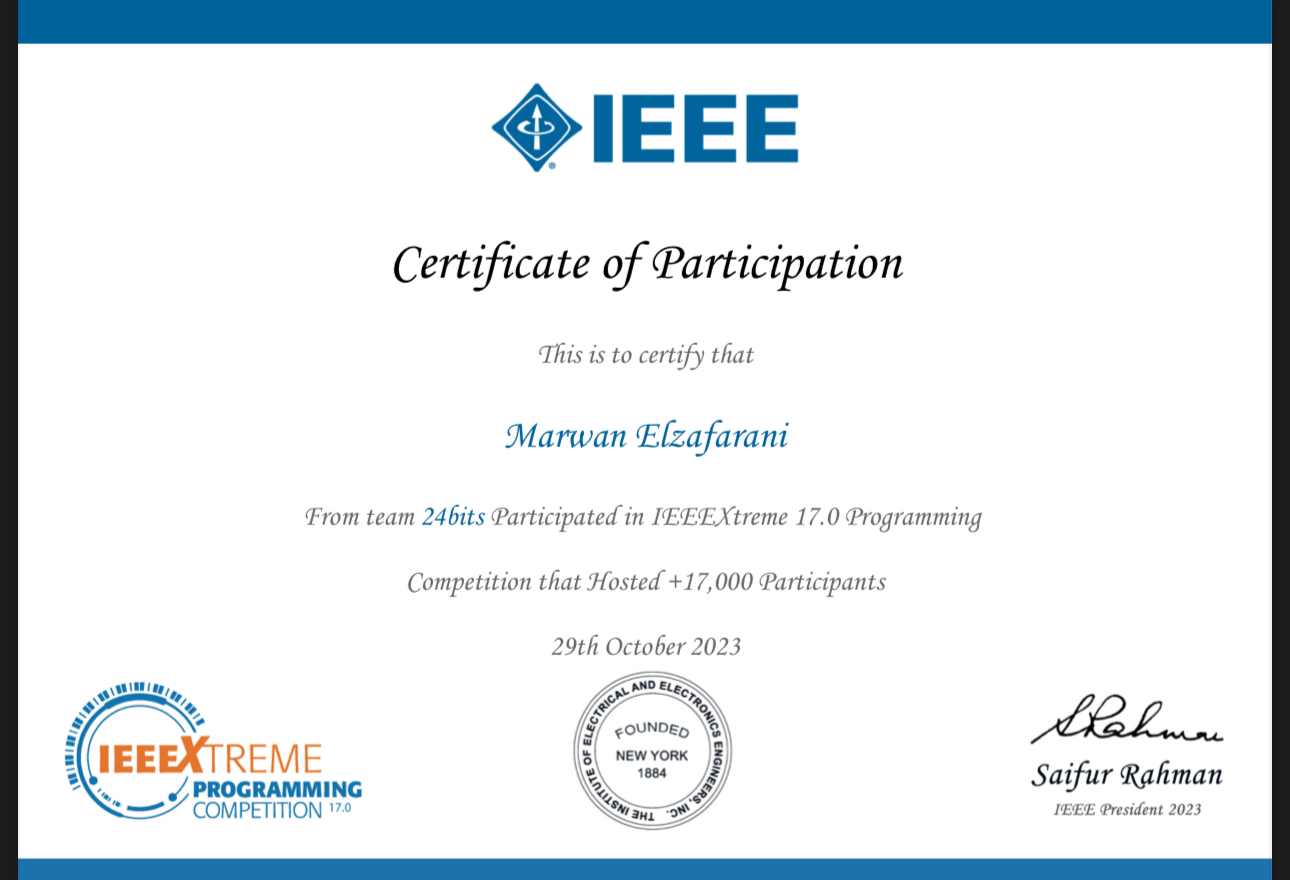 IEEE
Certificate of Participation
This is to certify that
Marwan Elzafarani
From team 24bits Participated in IEEEXtreme 17.0 Programming
Competition that Hosted +17,000 Participants
29th October 2023
IEEEXTREME
PROGRAMMING
COMPETITION 17.0
THE INSTITUTE OF ELECTRICAL AND ELECTRONICS ENGINEERS, INC.
FOUNDED
NEW YORK
1884
SRahman
Saifur Rahman
IEEE President 2023